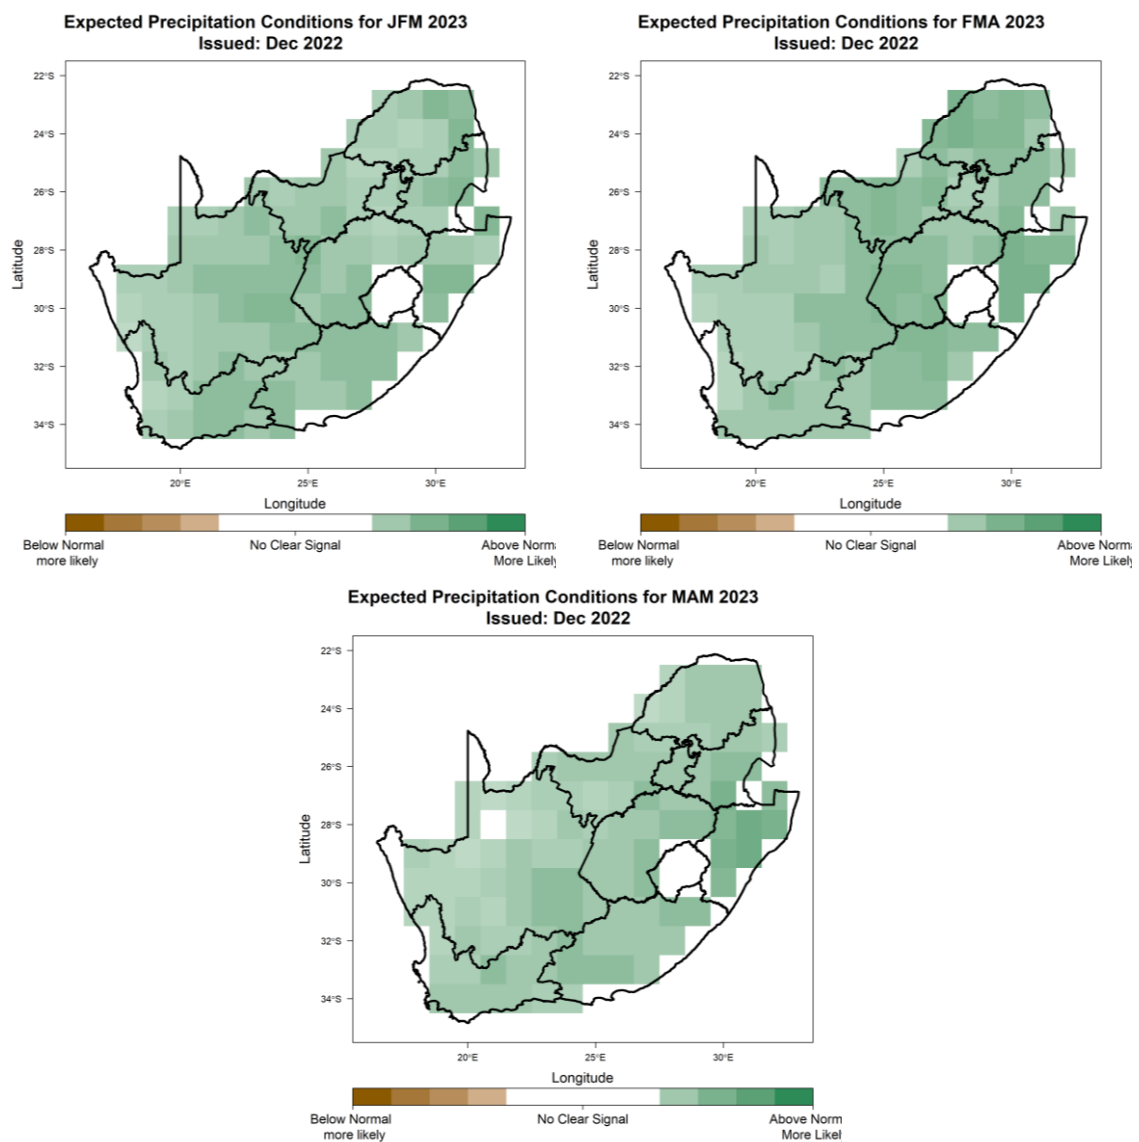 Expected Precipitation Conditions for JFM 2023
Issued: Dec 2022
22°S
24°S
26°S
28°S
30°S
32°S
34°S
Latitude
20°E
25°E
30°E
Longitude
Below Normal
more likely
No Clear Signal
Above Norma
More Likely
Expected Precipitation Conditions for FMA 2023
Issued: Dec 2022
22°S
24°S
26°S
28°S
30°S
32°S
34°S
Latitude
20°E
25°E
30°E
Longitude
Below Normal
more likely
No Clear Signal
Above Norma
More Likely
Expected Precipitation Conditions for MAM 2023
Issued: Dec 2022
22°S
24°S
26°S
28°S
30°S
32°S
34°S
Latitude
20°E
25°E
30°E
Longitude
Below Normal
more likely
No Clear Signal
Above Norm
More Likel